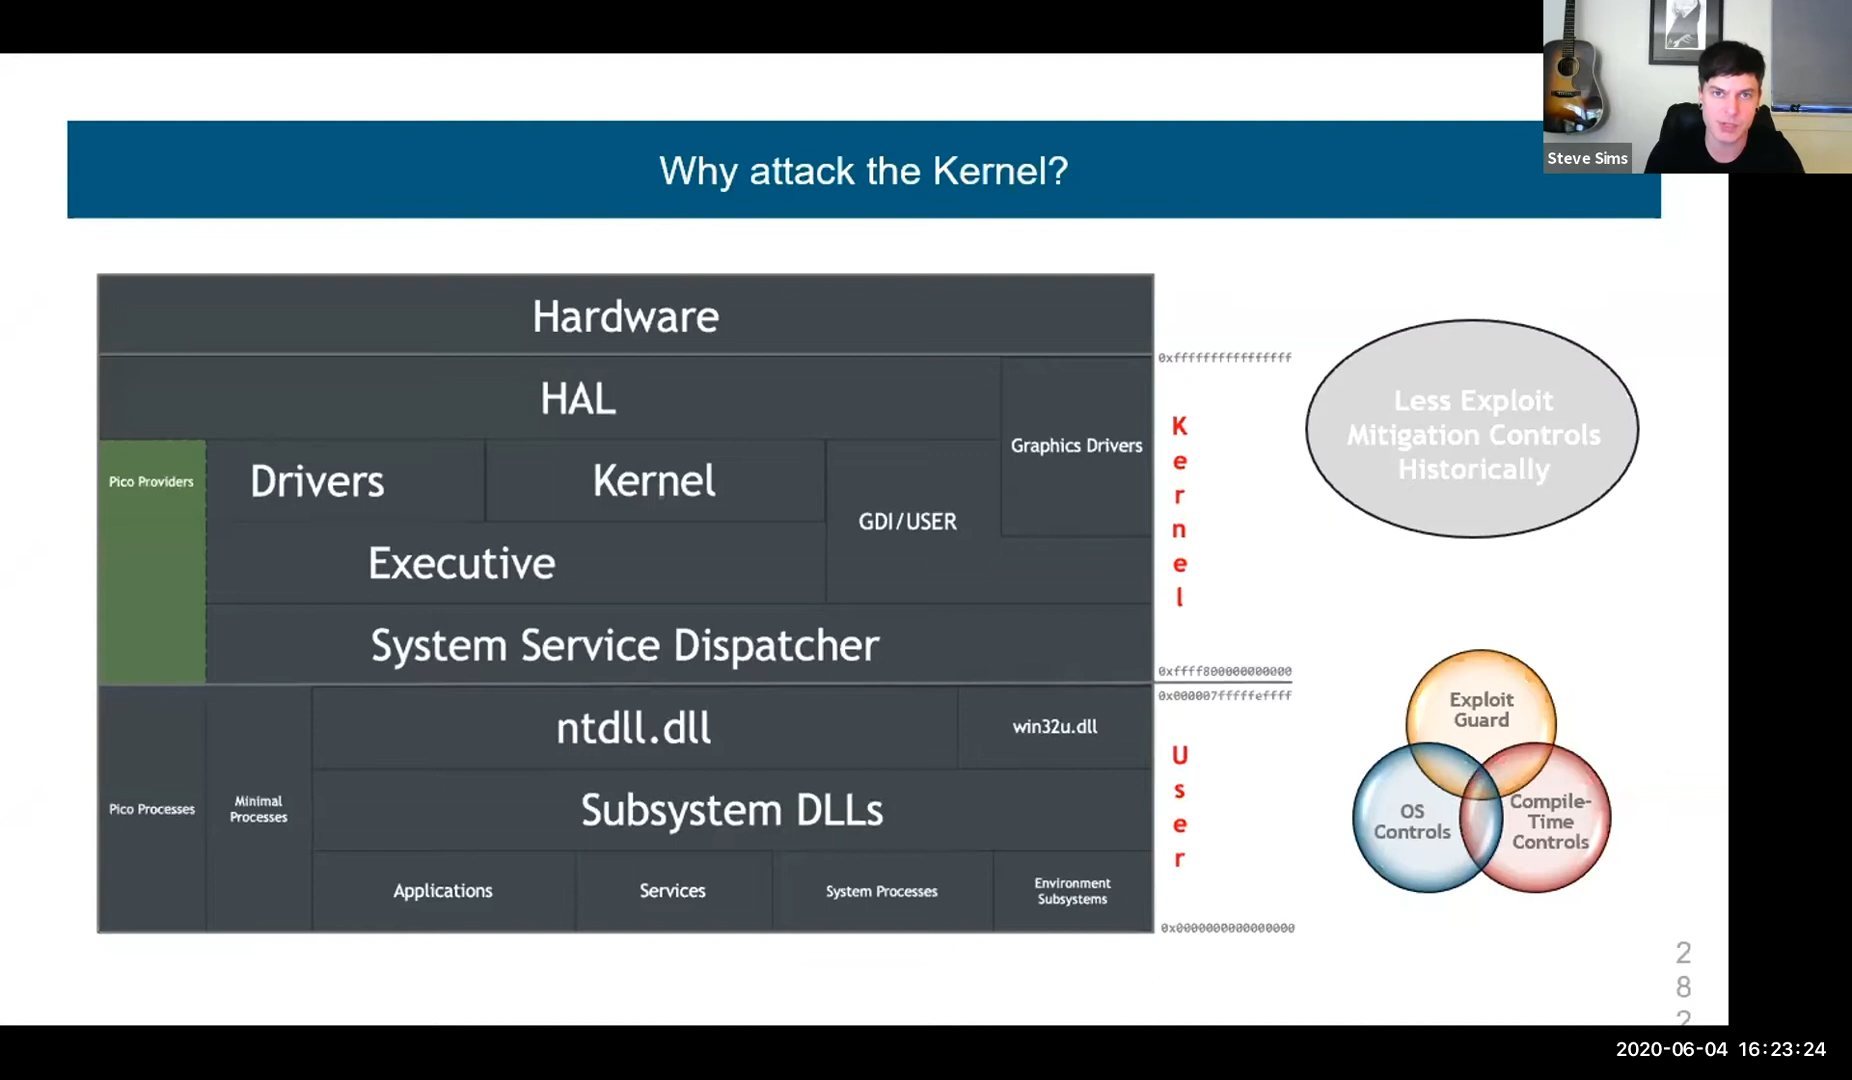 Steve Sims
Why attack the Kernel?
Hardware
0xffffffffffffffff
HAL
Graphics Drivers
Pico Providers
Drivers
Kernel
GDI/USER
Executive
System Service Dispatcher
Kernel
Less Exploit
Mitigation Controls
Historically
0xffff800000000000
0x000007fffffeffff
ntdll.dll
win32u.dll
Pico Processes
Minimal
Processes
Subsystem DLLs
Applications
Services
System Processes
Environment
Subsystems
User
0x0000000000000000
Exploit
Guard
OS
Controls
Compile-
Time
Controls
2
8
2
2020-06-04 16:23:24